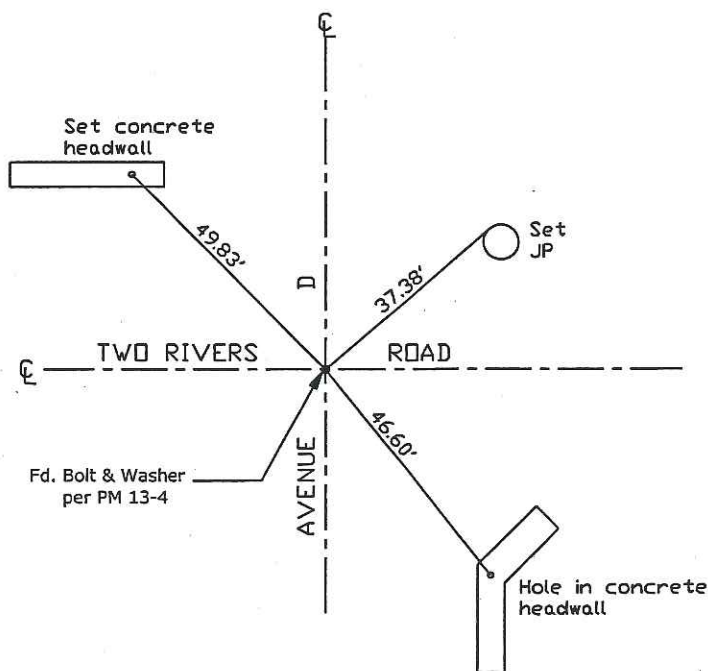 ℄
Set concrete
headwall
49.83'
D
37.38'
Set
JP
℄
TWO RIVERS ROAD
46.60'
AVENUE
Fd. Bolt & Washer
per PM 13-4
Hole in concrete
headwall